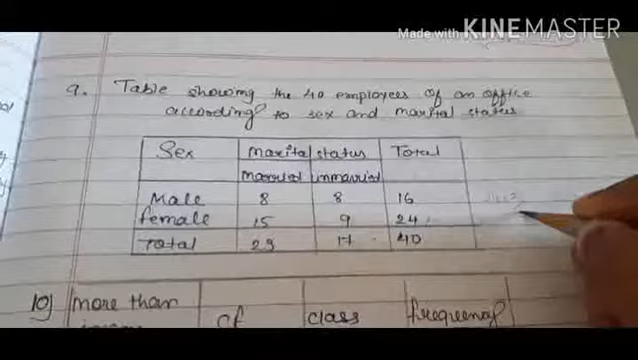 Made with KINEMASTER
9. Table showing the 40 employees of an office
according to sex and marital status
Sex marital status Total
married unmarried
Male 8 8 16
female 15 9 24
Total 23 17 40
10) more than cf class frequency